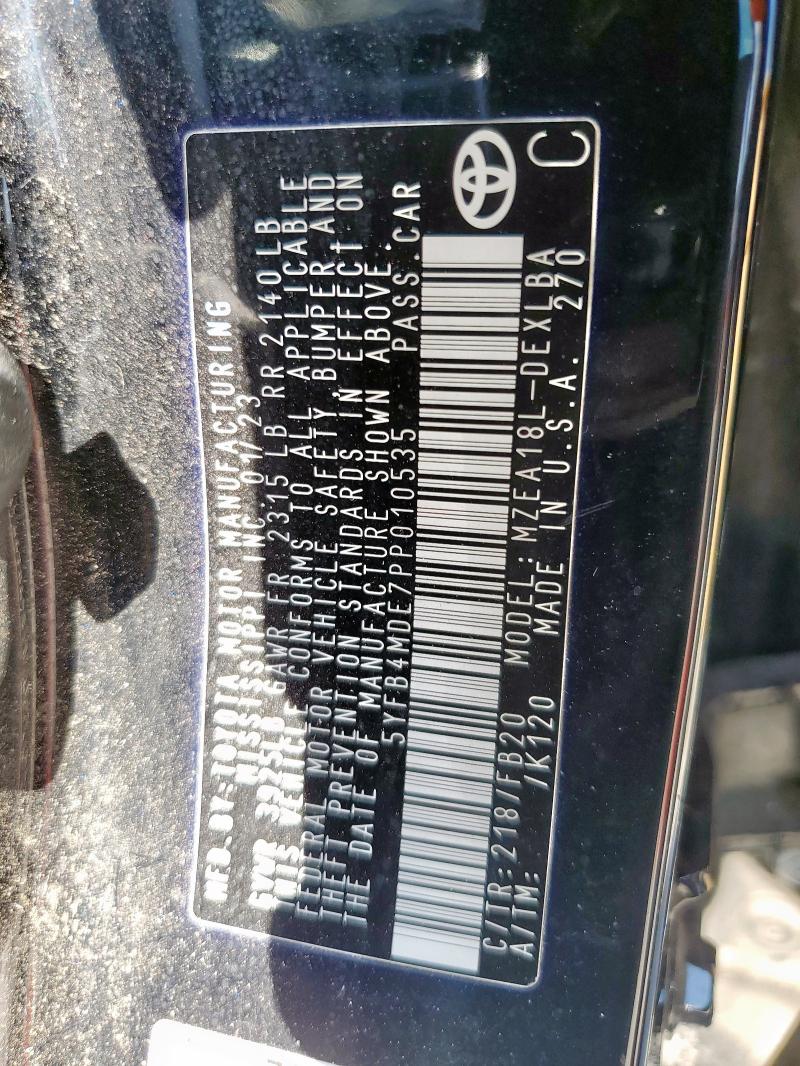 MFD. BY: TOYOTA MOTOR MANUFACTURING
MISSISSIPPI INC 01/23
GVWR 3925LB GAWR FR 2315 LB RR 2140LB
THIS VEHICLE CONFORMS TO ALL APPLICABLE
FEDERAL MOTOR VEHICLE SAFETY, BUMPER AND
THEFT PREVENTION STANDARDS IN EFFECT ON
THE DATE OF MANUFACTURE SHOWN ABOVE.
5YFB4MDE7PP010535 PASS.CAR
C/TR:218/FB20 MODEL:MZEA18L-DEXLBA
A/TM: /K120 MADE IN U.S.A. 270
C